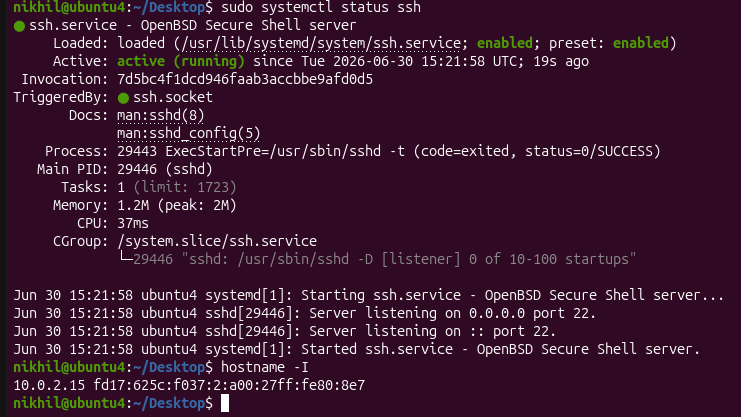 nikhil@ubuntu4:~/Desktop$ sudo systemctl status ssh
● ssh.service - OpenBSD Secure Shell server
     Loaded: loaded (/usr/lib/systemd/system/ssh.service; enabled; preset: enabled)
     Active: active (running) since Tue 2026-06-30 15:21:58 UTC; 19s ago
 Invocation: 7d5bc4f1dcd946faab3accbbe9afd0d5
TriggeredBy: ● ssh.socket
       Docs: man:sshd(8)
             man:sshd_config(5)
    Process: 29443 ExecStartPre=/usr/sbin/sshd -t (code=exited, status=0/SUCCESS)
   Main PID: 29446 (sshd)
      Tasks: 1 (limit: 1723)
     Memory: 1.2M (peak: 2M)
        CPU: 37ms
     CGroup: /system.slice/ssh.service
             └─29446 "sshd: /usr/sbin/sshd -D [listener] 0 of 10-100 startups"

Jun 30 15:21:58 ubuntu4 systemd[1]: Starting ssh.service - OpenBSD Secure Shell server...
Jun 30 15:21:58 ubuntu4 sshd[29446]: Server listening on 0.0.0.0 port 22.
Jun 30 15:21:58 ubuntu4 sshd[29446]: Server listening on :: port 22.
Jun 30 15:21:58 ubuntu4 systemd[1]: Started ssh.service - OpenBSD Secure Shell server.
nikhil@ubuntu4:~/Desktop$ hostname -I
10.0.2.15 fd17:625c:f037:2:a00:27ff:fe80:8e7
nikhil@ubuntu4:~/Desktop$